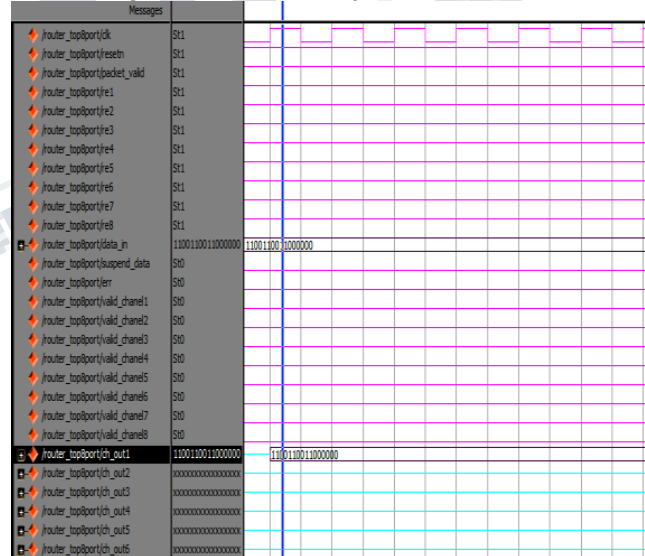 Messages
/router_top8port/clk St1
/router_top8port/resetn St1
/router_top8port/packet_valid St1
/router_top8port/re1 St1
/router_top8port/re2 St1
/router_top8port/re3 St1
/router_top8port/re4 St1
/router_top8port/re5 St1
/router_top8port/re6 St1
/router_top8port/re7 St1
/router_top8port/re8 St1
/router_top8port/data_in 1100110011000000 1100110011000000
/router_top8port/suspend_data St0
/router_top8port/err St0
/router_top8port/valid_chanel1 St0
/router_top8port/valid_chanel2 St0
/router_top8port/valid_chanel3 St0
/router_top8port/valid_chanel4 St0
/router_top8port/valid_chanel5 St0
/router_top8port/valid_chanel6 St0
/router_top8port/valid_chanel7 St0
/router_top8port/valid_chanel8 St0
/router_top8port/ch_out1 1100110011000000 1100110011000000
/router_top8port/ch_out2 xxxxxxxxxxxxxxxx
/router_top8port/ch_out3 xxxxxxxxxxxxxxxx
/router_top8port/ch_out4 xxxxxxxxxxxxxxxx
/router_top8port/ch_out5 xxxxxxxxxxxxxxxx
/router_top8port/ch_out6 xxxxxxxxxxxxxxxx